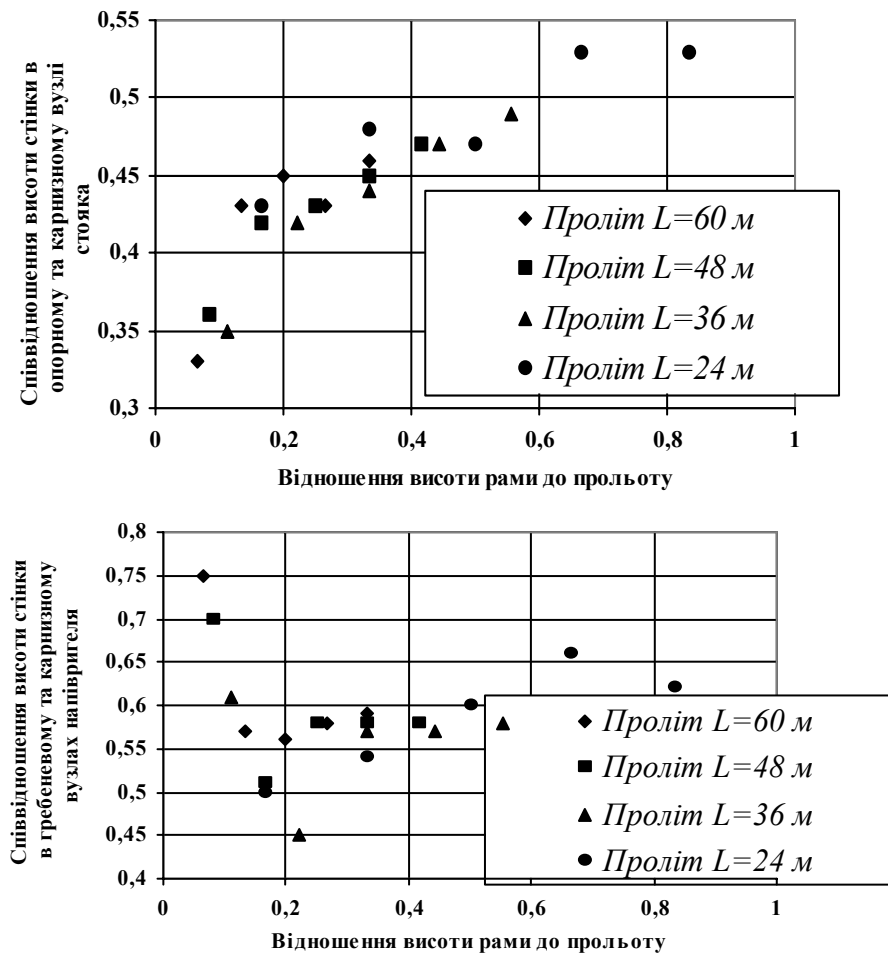 Співвідношення висоти стінки в
опорному та карнизному вузлі
стояка
0,55
0,5
0,45
0,4
0,35
0,3
0
0,2
0,4
0,6
0,8
1
Проліт L=60 м
Проліт L=48 м
Проліт L=36 м
Проліт L=24 м
Відношення висоти рами до прольоту
Співвідношення висоти стінки
в гребеневому та карнизному
вузлах напівригеля
0,8
0,75
0,7
0,65
0,6
0,55
0,5
0,45
0,4
0
0,2
0,4
0,6
0,8
1
Проліт L=60 м
Проліт L=48 м
Проліт L=36 м
Проліт L=24 м
Відношення висоти рами до прольоту